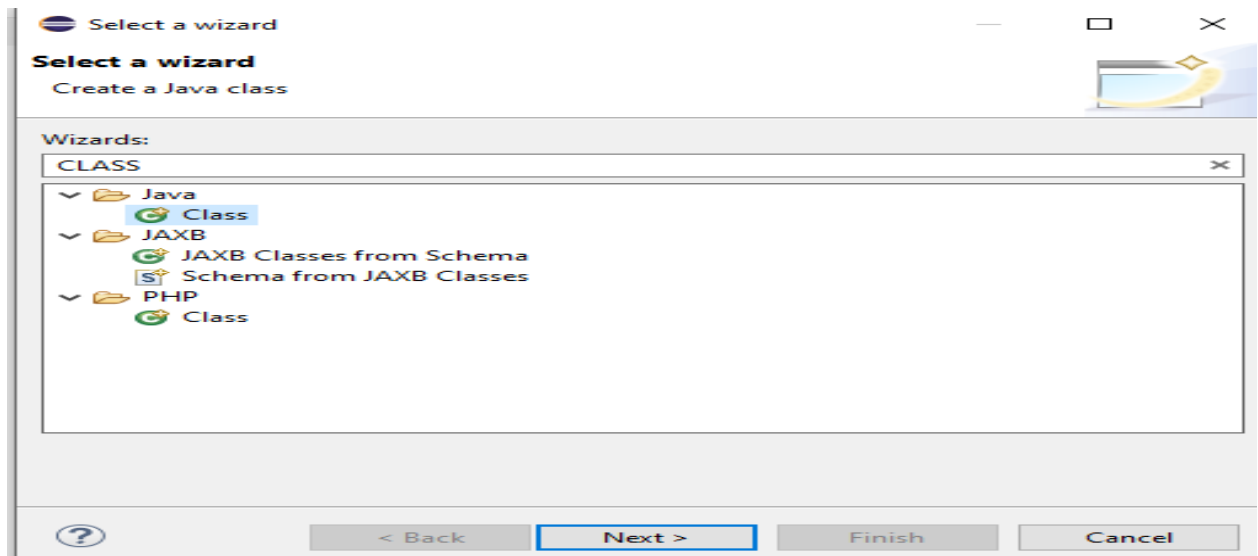 Select a wizard
Select a wizard
Create a Java class
Wizards:
CLASS
Java
Class
JAXB
JAXB Classes from Schema
Schema from JAXB Classes
PHP
Class
< Back Next > Finish Cancel